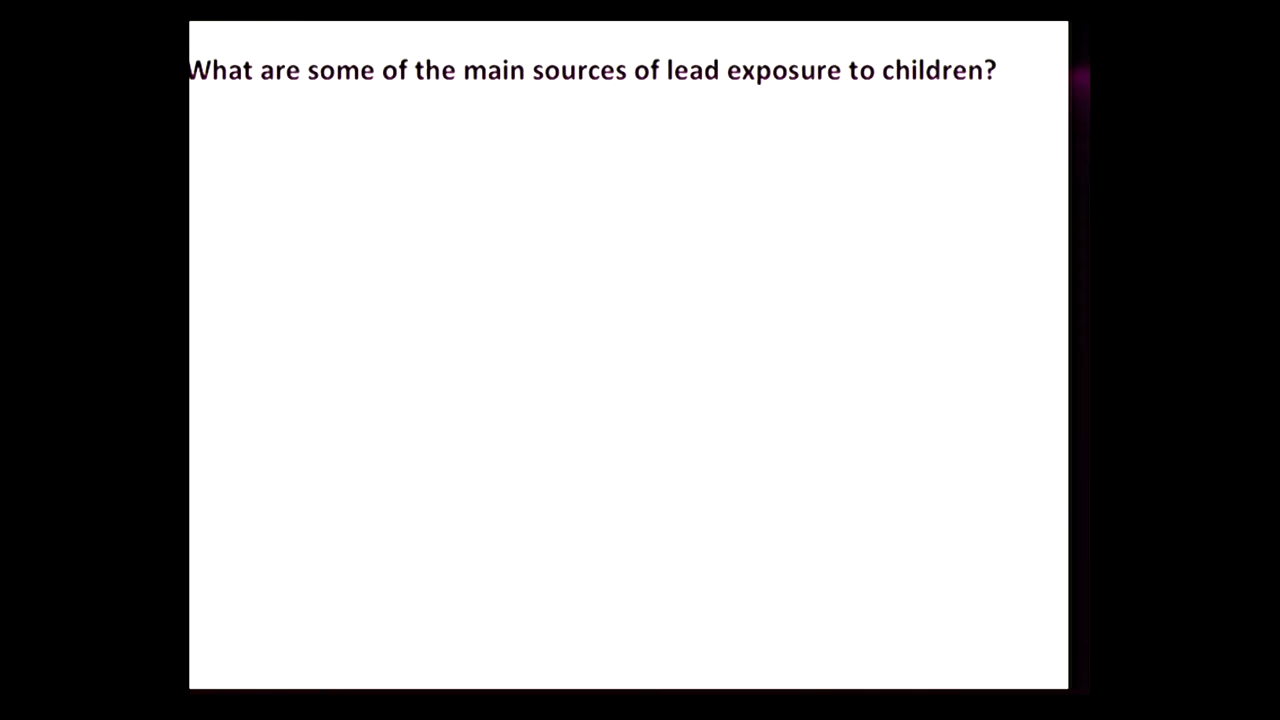 What are some of the main sources of lead exposure to children?